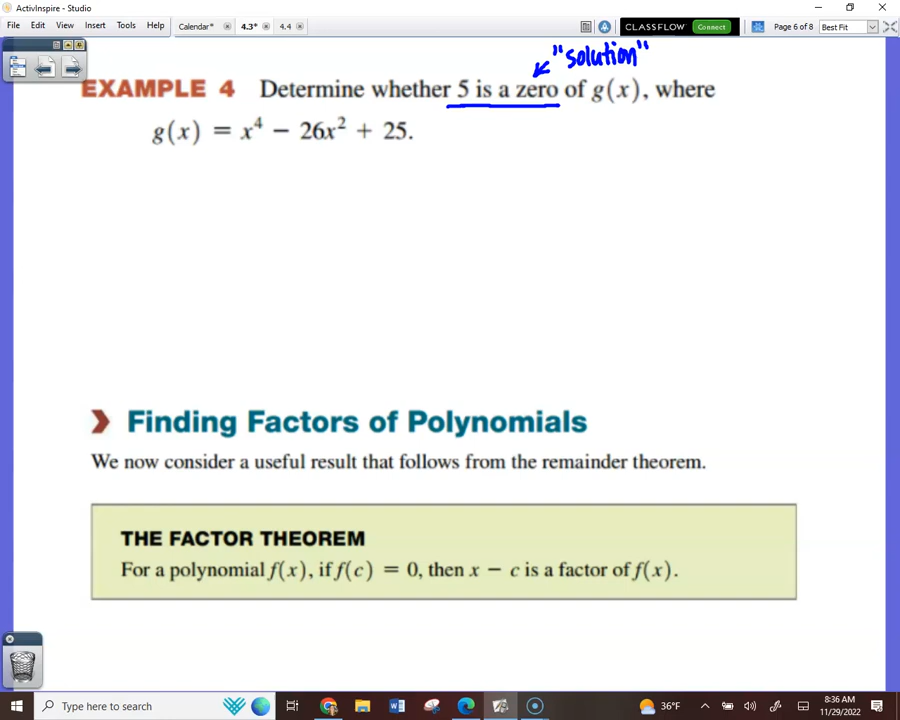 ActivInspire - Studio
File Edit View Insert Tools Help Calendar* 4.3* 4.4 CLASSFLOW Connect Page 6 of 8 Best Fit
"solution"
EXAMPLE 4 Determine whether 5 is a zero of g(x), where
g(x) = x⁴ − 26x² + 25.
Finding Factors of Polynomials
We now consider a useful result that follows from the remainder theorem.
THE FACTOR THEOREM
For a polynomial f(x), if f(c) = 0, then x − c is a factor of f(x).
Type here to search 36°F 8:36 AM
11/29/2022